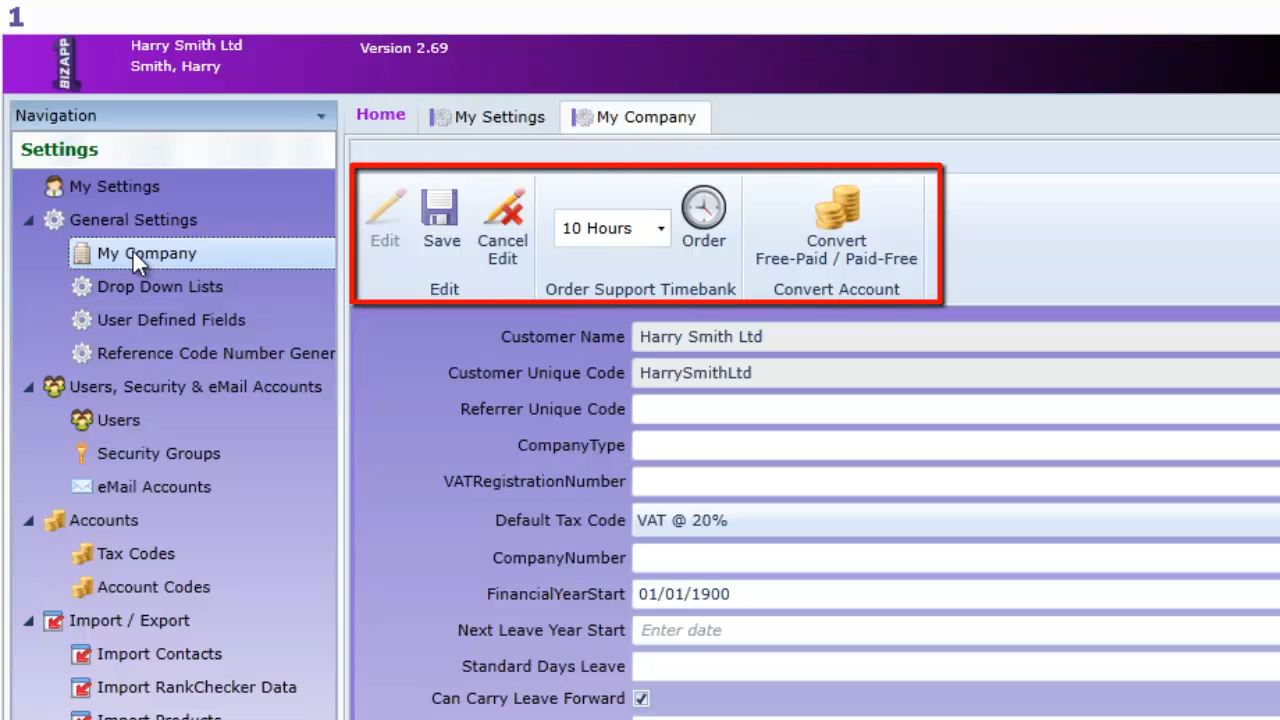 1
BIZAPP
Harry Smith Ltd
Smith, Harry
Version 2.69
Navigation
Settings
My Settings
General Settings
My Company
Drop Down Lists
User Defined Fields
Reference Code Number Gener
Users, Security & eMail Accounts
Users
Security Groups
eMail Accounts
Accounts
Tax Codes
Account Codes
Import / Export
Import Contacts
Import RankChecker Data
Import Products
Home
My Settings
My Company
Edit
Save
Cancel
Edit
Edit
10 Hours
Order
Order Support Timebank
Convert
Free-Paid / Paid-Free
Convert Account
Customer Name Harry Smith Ltd
Customer Unique Code HarrySmithLtd
Referrer Unique Code
CompanyType
VATRegistrationNumber
Default Tax Code VAT @ 20%
CompanyNumber
FinancialYearStart 01/01/1900
Next Leave Year Start Enter date
Standard Days Leave
Can Carry Leave Forward